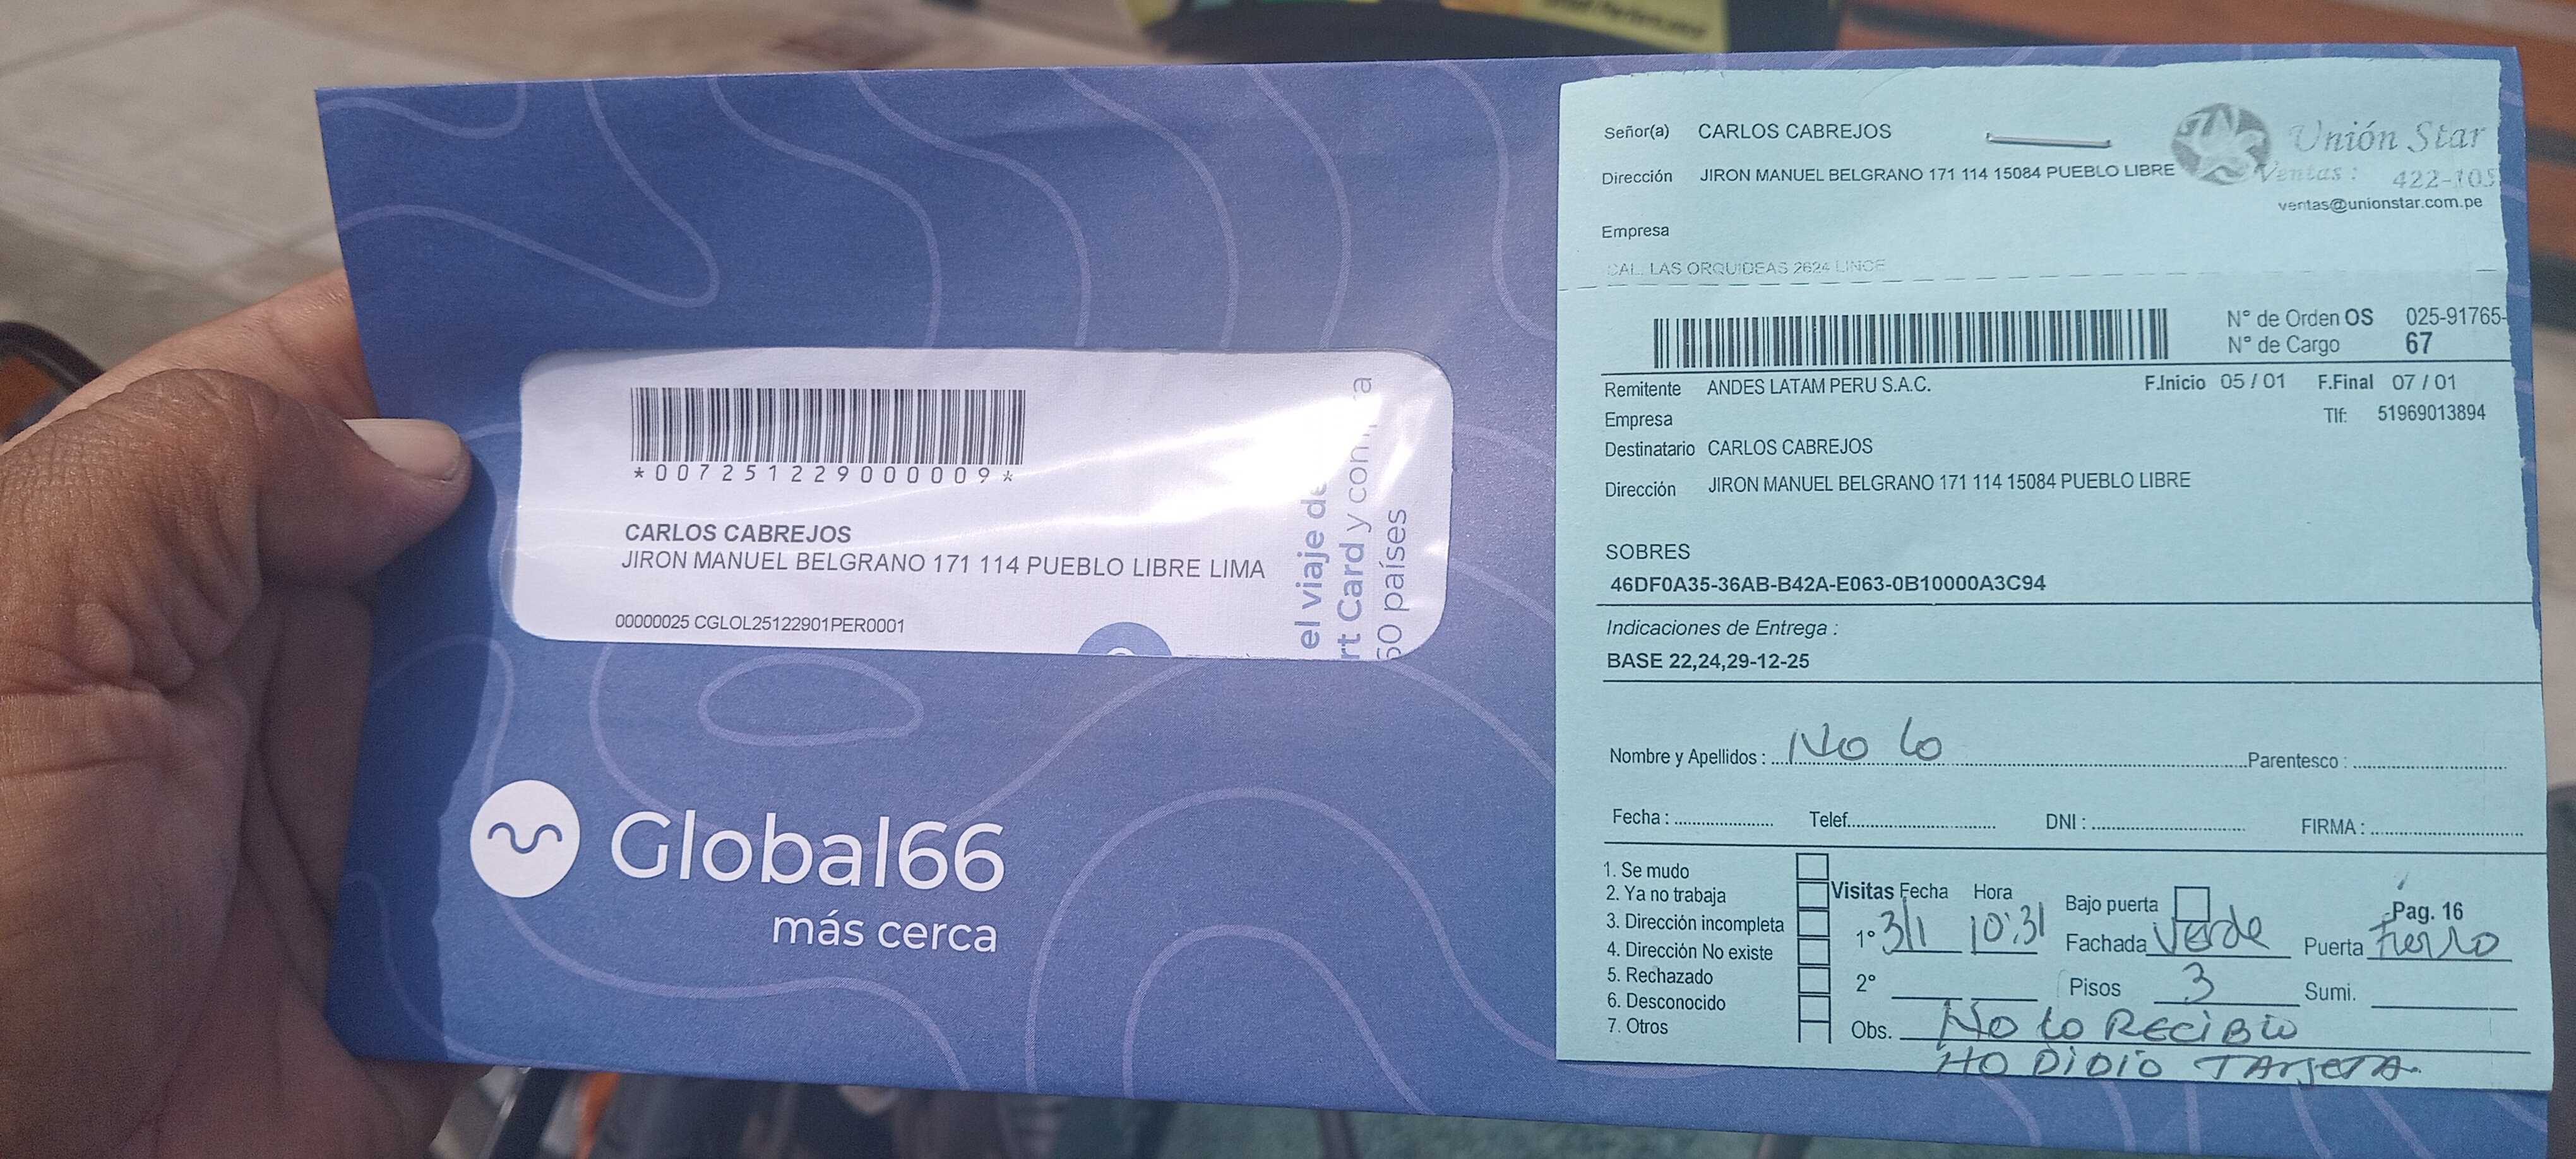 *007251229000009*
CARLOS CABREJOS
JIRON MANUEL BELGRANO 171 114 PUEBLO LIBRE LIMA
00000025 CGLOL25122901PER0001
el viaje de
rt Card y com
60 países
Global66
más cerca
Señor(a) CARLOS CABREJOS
Unión Star
Dirección JIRON MANUEL BELGRANO 171 114 15084 PUEBLO LIBRE
Ventas: 422-105
ventas@unionstar.com.pe
Empresa
CAL. LAS ORQUIDEAS 2624 LINCE
N° de Orden OS 025-91765-
N° de Cargo 67
Remitente ANDES LATAM PERU S.A.C. F.Inicio 05 / 01 F.Final 07 / 01
Empresa Tlf: 51969013894
Destinatario CARLOS CABREJOS
Dirección JIRON MANUEL BELGRANO 171 114 15084 PUEBLO LIBRE
SOBRES
46DF0A35-36AB-B42A-E063-0B10000A3C94
Indicaciones de Entrega :
BASE 22,24,29-12-25
Nombre y Apellidos : No lo Parentesco :
Fecha : Telef. DNI : FIRMA :
1. Se mudo
2. Ya no trabaja
3. Dirección incompleta
4. Dirección No existe
5. Rechazado
6. Desconocido
7. Otros
Visitas Fecha Hora Bajo puerta Pag. 16
1° 3/1 10:31 Fachada Verde Puerta Fierro
2° Pisos 3 Sumi.
Obs. No lo RECIBIO
NO PIDIO TARJETA.